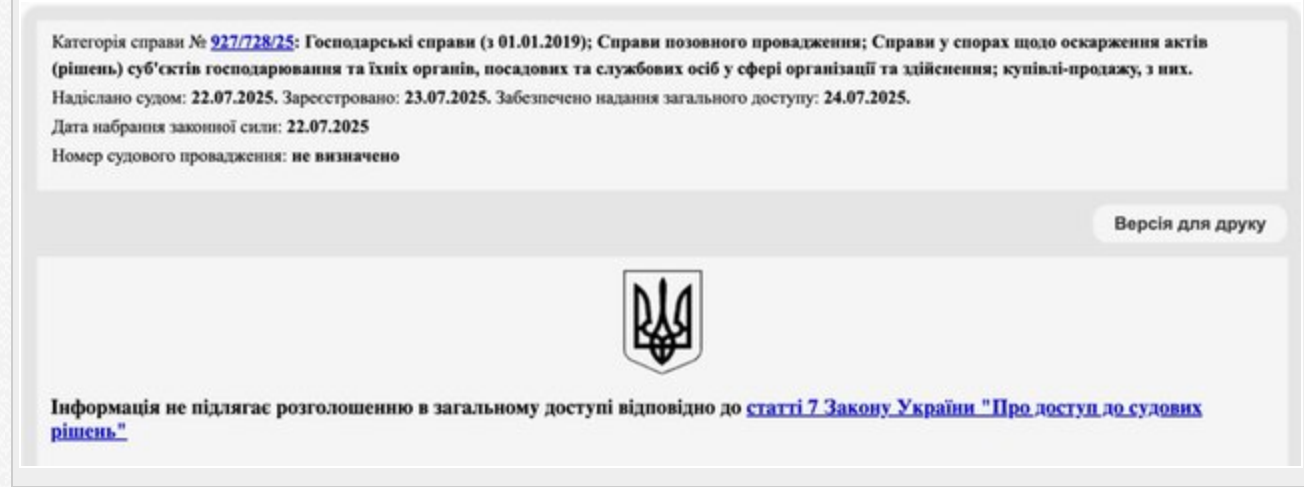 Категорія справи № 927/728/25: Господарські справи (з 01.01.2019); Справи позовного провадження; Справи у спорах щодо оскарження актів
(рішень) суб'єктів господарювання та їхніх органів, посадових та службових осіб у сфері організації та здійснення; купівлі-продажу, з них.
Надіслано судом: 22.07.2025. Зареєстровано: 23.07.2025. Забезпечено надання загального доступу: 24.07.2025.
Дата набрання законної сили: 22.07.2025
Номер судового провадження: не визначено
Версія для друку
Інформація не підлягає розголошенню в загальному доступі відповідно до статті 7 Закону України "Про доступ до судових
рішень"